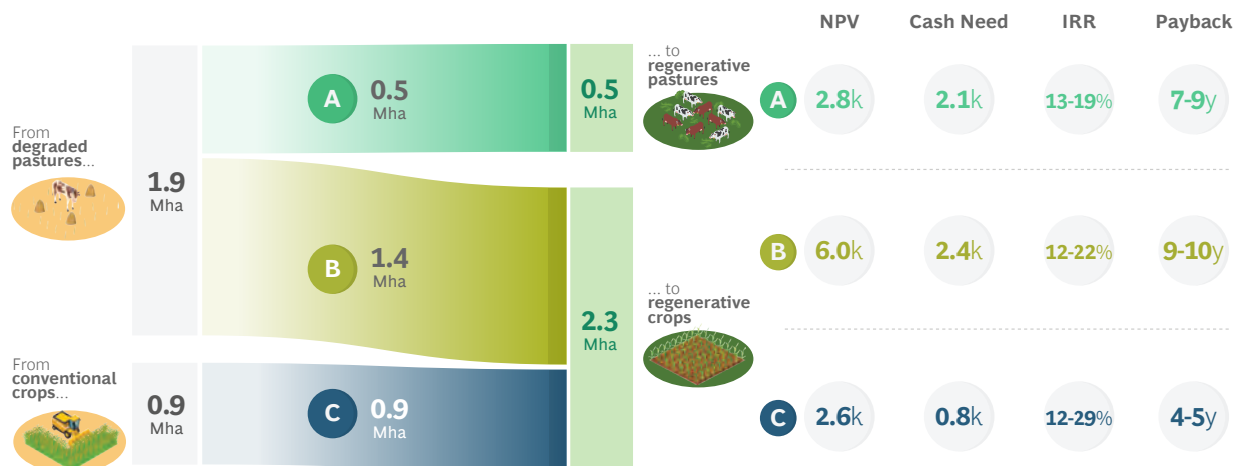 NPV Cash Need IRR Payback
From
degraded
pastures...
1.9
Mha
A 0.5
Mha
0.5
Mha
... to
regenerative
pastures
A 2.8k 2.1k 13-19% 7-9y
B 1.4
Mha
B 6.0k 2.4k 12-22% 9-10y
2.3
Mha
... to
regenerative
crops
From
conventional
crops...
0.9
Mha
C 0.9
Mha
C 2.6k 0.8k 12-29% 4-5y